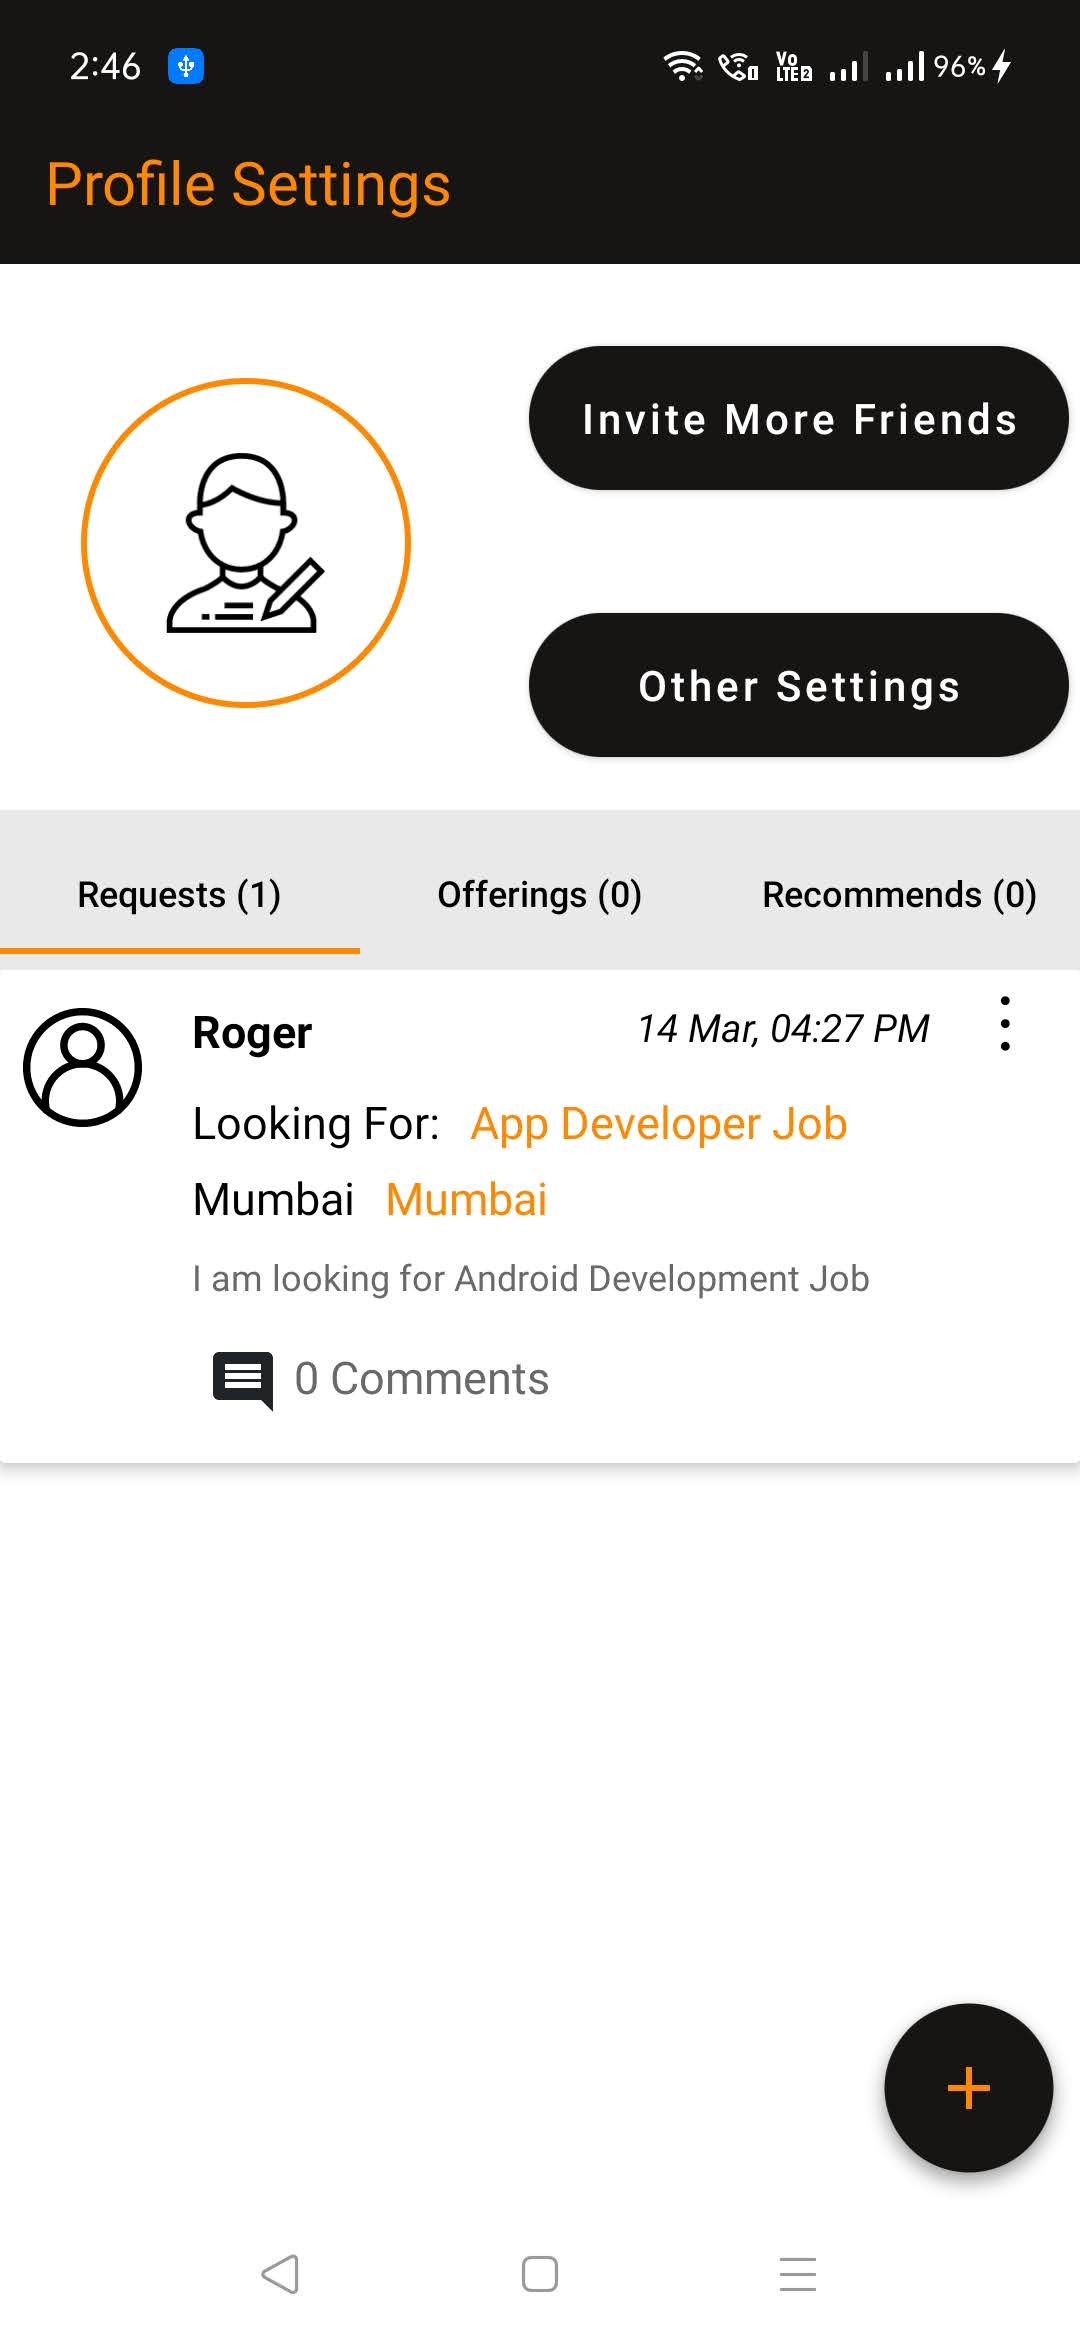 2:46 Vo LTE 2 96%
Profile Settings
Invite More Friends
Other Settings
Requests (1) Offerings (0) Recommends (0)
Roger 14 Mar, 04:27 PM
Looking For: App Developer Job
Mumbai Mumbai
I am looking for Android Development Job
0 Comments